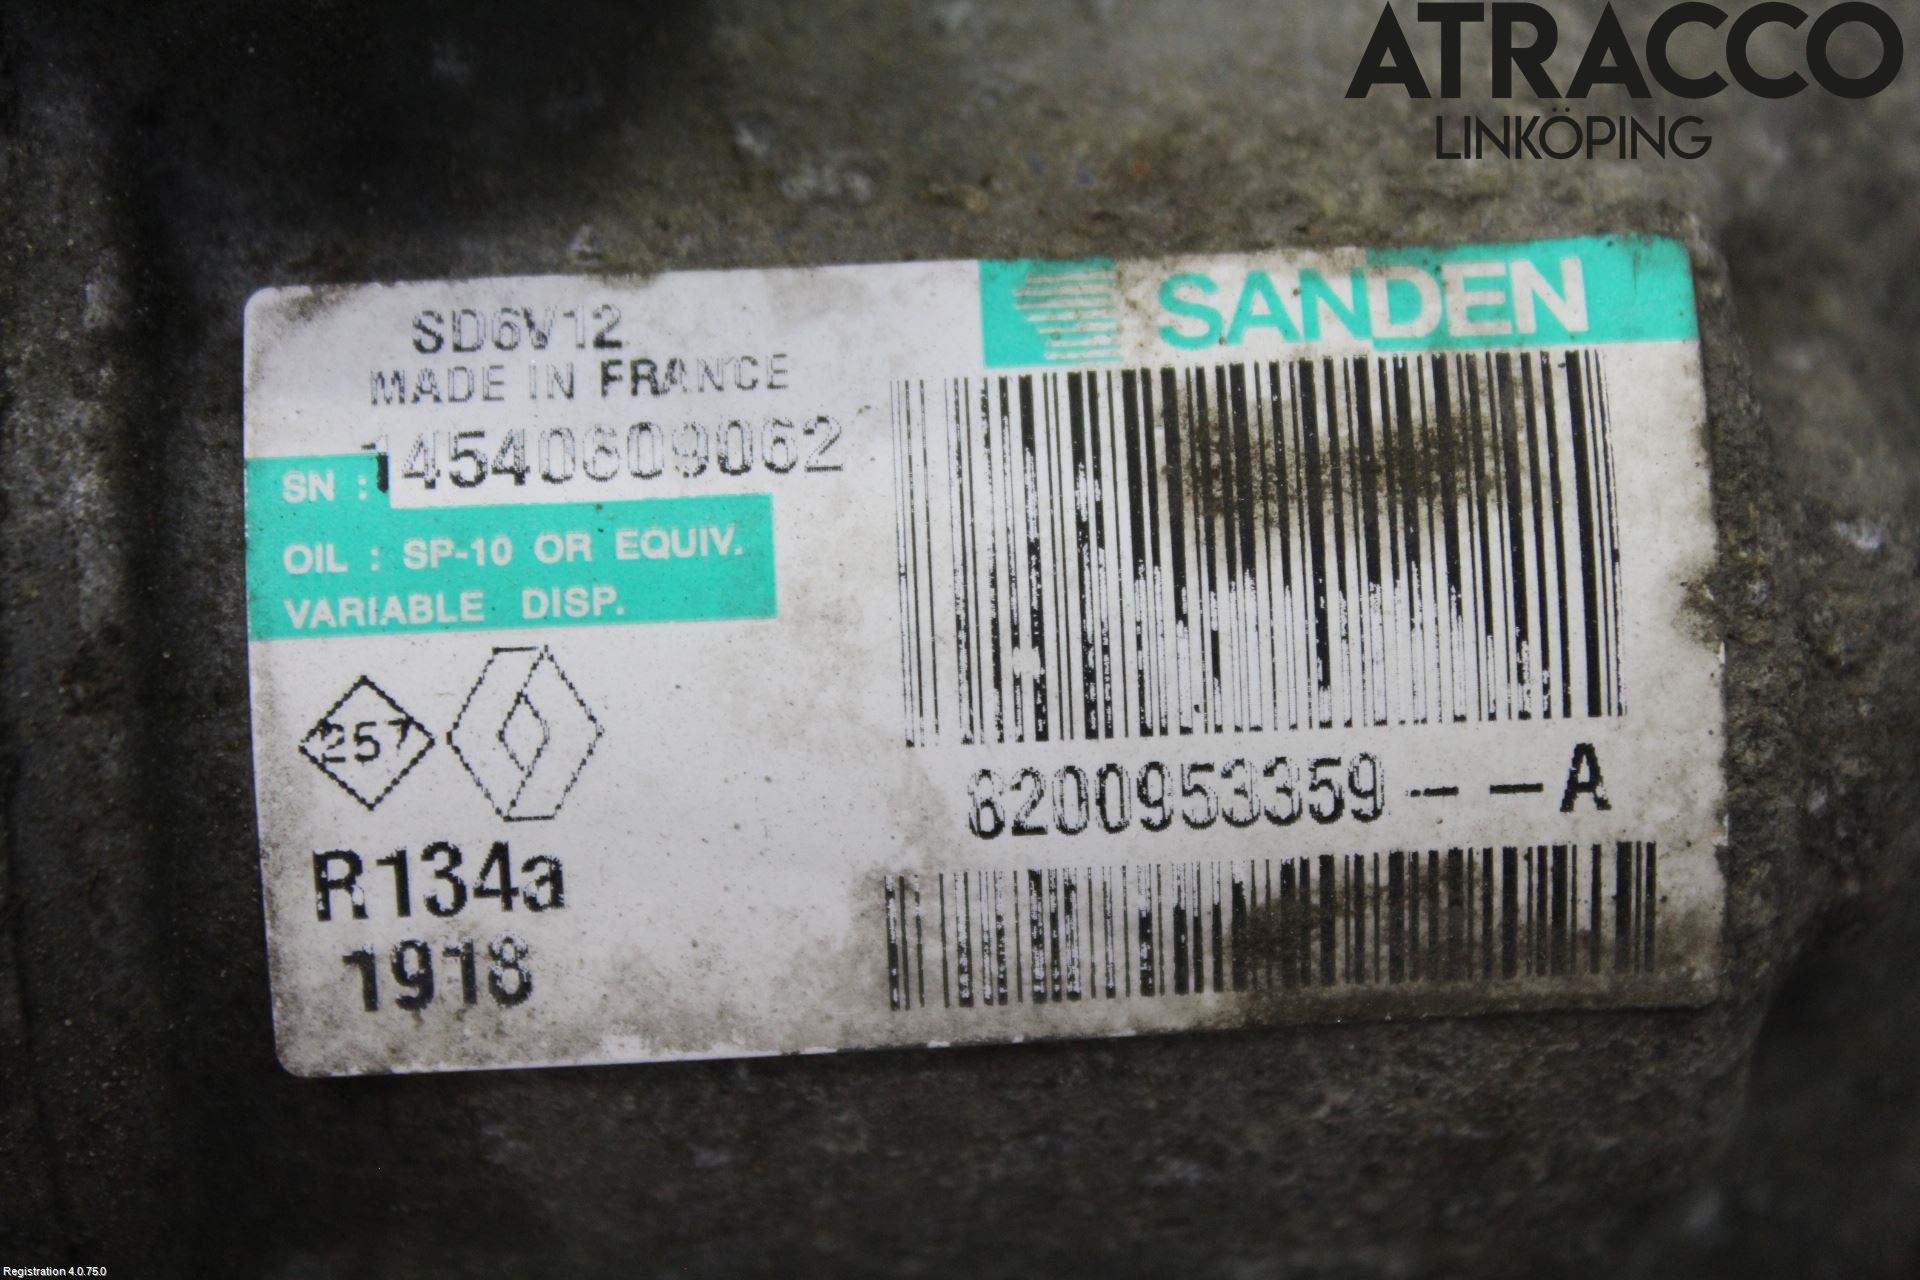 ATRACCO
LINKÖPING
SANDEN
SD6V12
MADE IN FRANCE
SN : 14540609062
OIL : SP-10 OR EQUIV.
VARIABLE DISP.
257
6200953359---A
R134a
1918
Registration 4.0.75.0